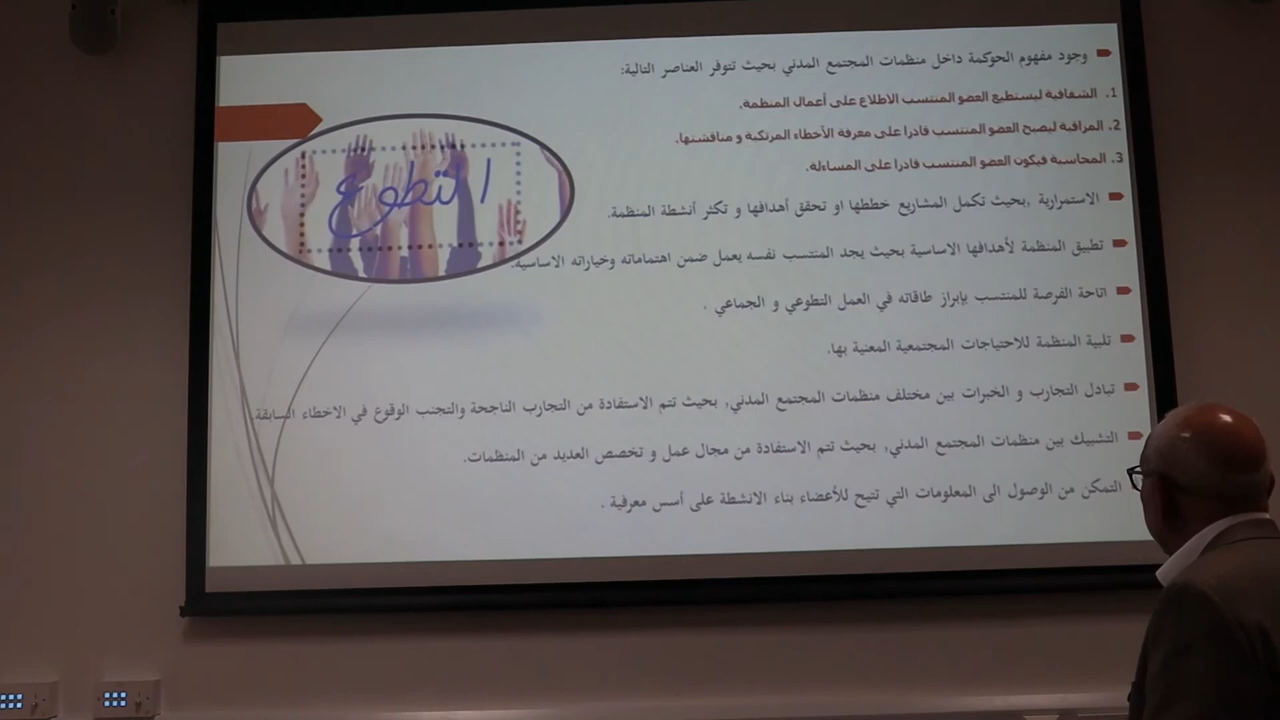 وجود مفهوم الحوكمة داخل منظمات المجتمع المدني بحيث تتوفر العناصر التالية:
1. الشفافية ليستطيع العضو المنتسب الاطلاع على أعمال المنظمة.
2. المراقبة ليصبح العضو المنتسب قادرا على معرفة الأخطاء المرتكبة و مناقشتها.
3. المحاسبة فيكون العضو المنتسب قادرا على المساءلة.
الاستمرارية ,بحيث تكمل المشاريع خططها او تحقق أهدافها و تكثر أنشطة المنظمة.
تطبيق المنظمة لأهدافها الاساسية بحيث يجد المنتسب نفسه يعمل ضمن اهتماماته وخياراته الاساسية.
اتاحة الفرصة للمنتسب بإبراز طاقاته في العمل التطوعي و الجماعي .
تلبية المنظمة للاحتياجات المجتمعية المعنية بها.
تبادل التجارب و الخبرات بين مختلف منظمات المجتمع المدني, بحيث تتم الاستفادة من التجارب الناجحة والتجنب الوقوع في الاخطاء السابقة.
التشبيك بين منظمات المجتمع المدني, بحيث تتم الاستفادة من مجال عمل و تخصص العديد من المنظمات.
التمكن من الوصول الى المعلومات التي تتيح للأعضاء بناء الانشطة على أسس معرفية .
التطوع